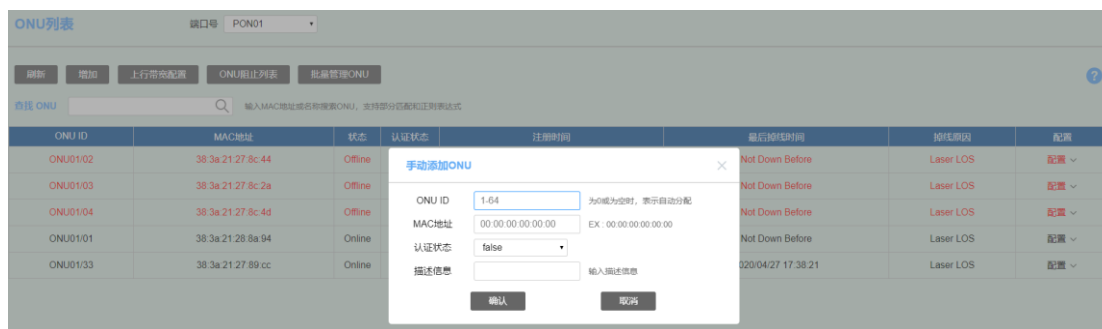 ONU列表 端口号 PON01
刷新 增加 上行带宽配置 ONU阻止列表 批量管理ONU
查找 ONU 输入MAC地址或名称搜索ONU，支持部分匹配和正则表达式
ONU ID MAC地址 状态 认证状态 注册时间 最后掉线时间 掉线原因 配置
ONU01/02 38:3a:21:27:8c:44 Offline Not Down Before Laser LOS 配置
ONU01/03 38:3a:21:27:8c:2a Offline Not Down Before Laser LOS 配置
ONU01/04 38:3a:21:27:8c:4d Offline Not Down Before Laser LOS 配置
ONU01/01 38:3a:21:28:8a:94 Online Not Down Before Laser LOS 配置
ONU01/33 38:3a:21:27:89:cc Online 020/04/27 17:38:21 Laser LOS 配置
手动添加ONU
ONU ID 1-64 为0或为空时，表示自动分配
MAC地址 00:00:00:00:00:00 EX : 00:00:00:00:00:00
认证状态 false
描述信息 输入描述信息
确认 取消